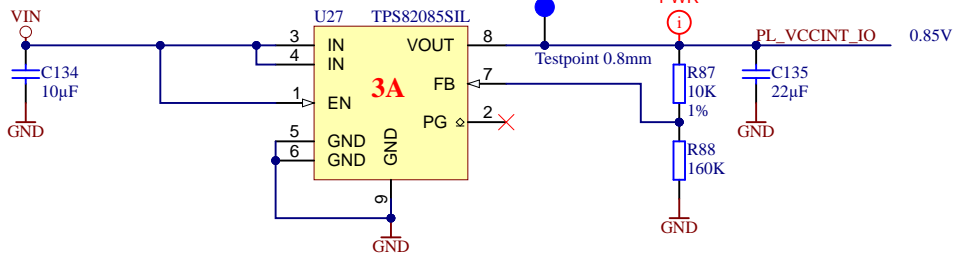 VIN
C134
10µF
GND
U27 TPS82085SIL
3 IN
4 IN
1 EN
5 GND
6 GND
GND
9
GND
3A
VOUT 8
FB 7
PG 2
Testpoint 0.8mm
i
PL_VCCINT_IO 0.85V
R87
10K
1%
R88
160K
GND
C135
22µF
GND